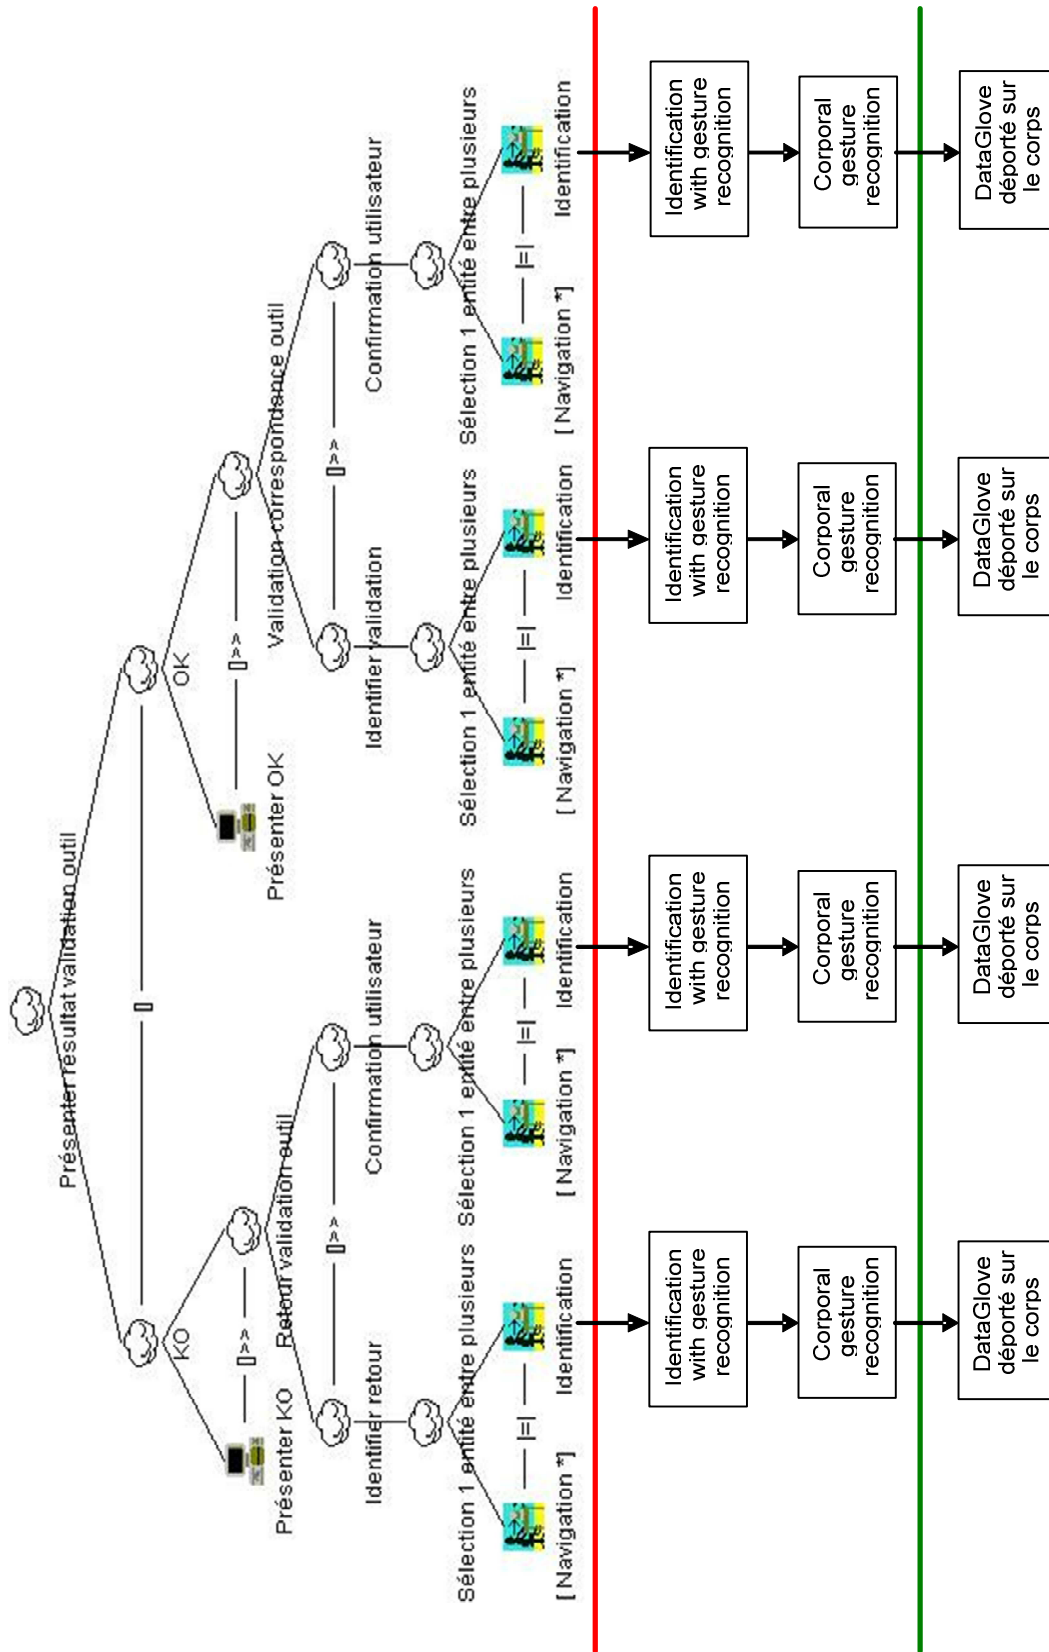 Présenter résultat validation outil
KO
[]
OK
Présenter KO
[]>>
Retour validation outil
Présenter OK
[]>>
Validation correspondance outil
Identifier retour
[]>>
Confirmation utilisateur
Identifier validation
[]>>
Confirmation utilisateur
Sélection 1 entité entre plusieurs
Sélection 1 entité entre plusieurs
Sélection 1 entité entre plusieurs
Sélection 1 entité entre plusieurs
|=|
|=|
|=|
|=|
[ Navigation *]
Identification
[ Navigation *]
Identification
[ Navigation *]
Identification
[ Navigation *]
Identification
Identification
with gesture
recognition
Identification
with gesture
recognition
Identification
with gesture
recognition
Identification
with gesture
recognition
Corporal
gesture
recognition
Corporal
gesture
recognition
Corporal
gesture
recognition
Corporal
gesture
recognition
DataGlove
déporté sur
le corps
DataGlove
déporté sur
le corps
DataGlove
déporté sur
le corps
DataGlove
déporté sur
le corps